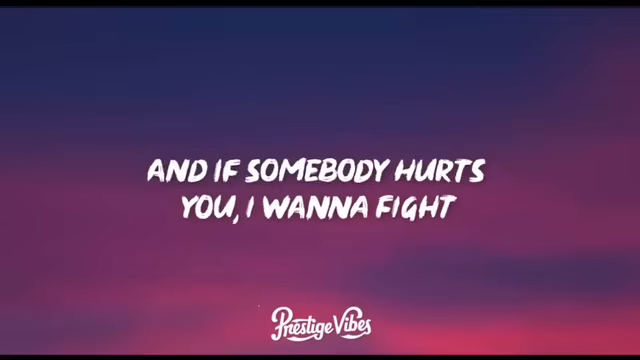 AND IF SOMEBODY HURTS
YOU, I WANNA FIGHT
Prestige Vibes